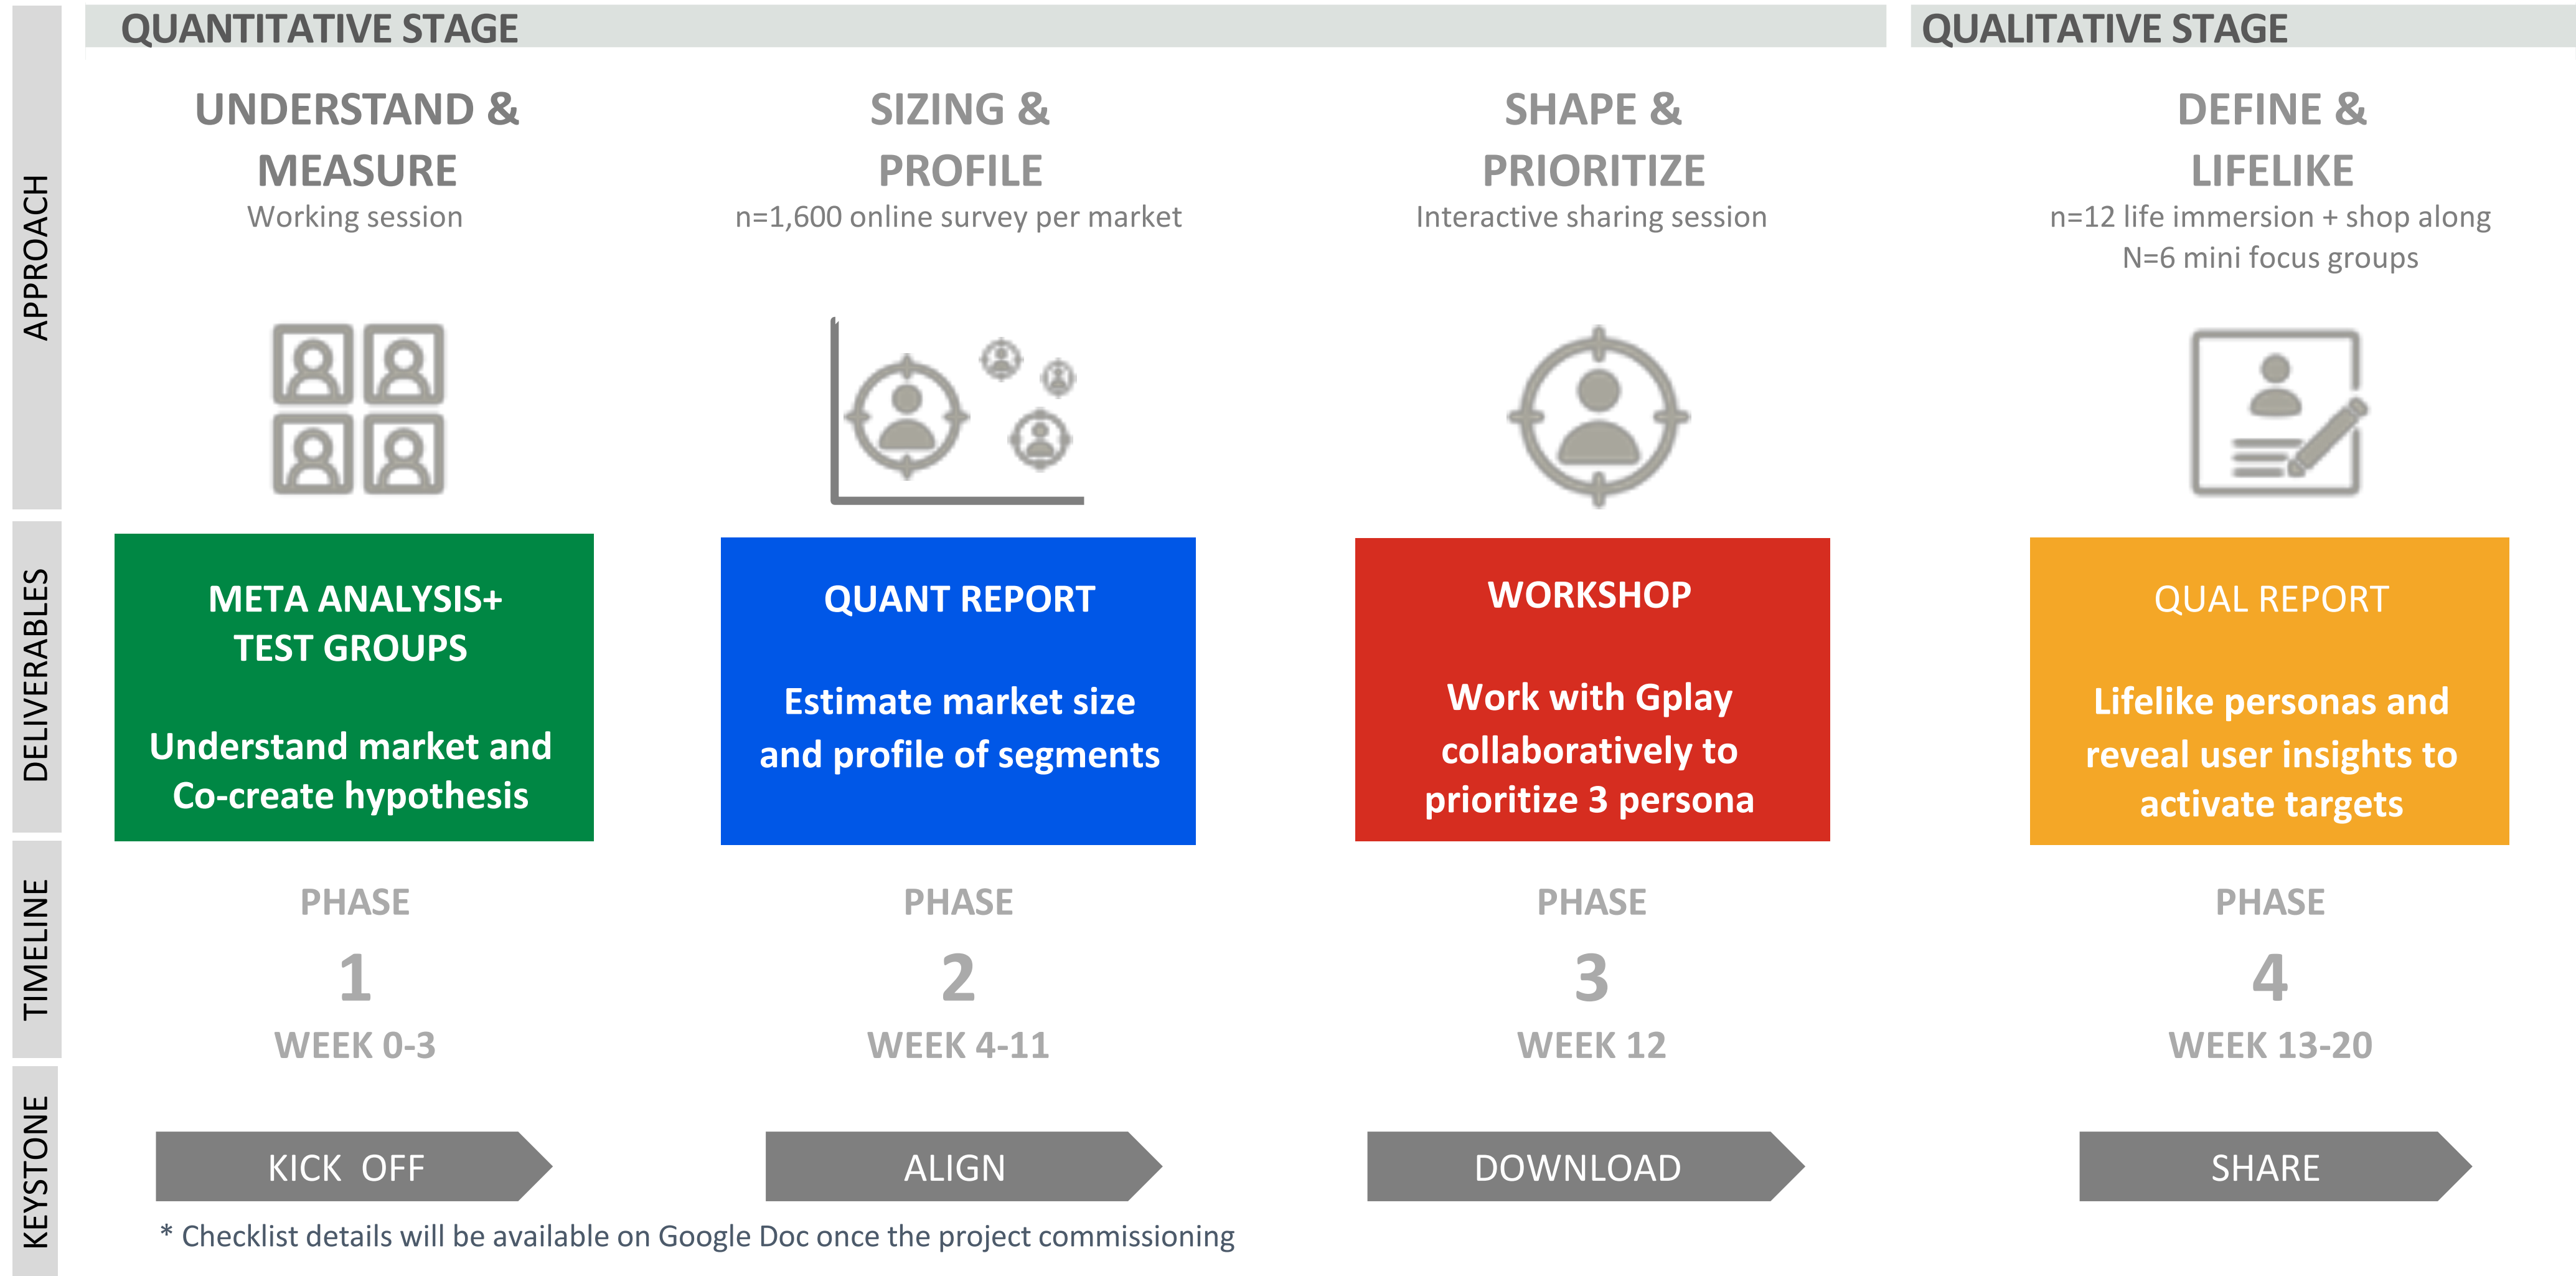 QUANTITATIVE STAGE
QUALITATIVE STAGE
APPROACH
UNDERSTAND &
MEASURE
Working session
SIZING &
PROFILE
n=1,600 online survey per market
SHAPE &
PRIORITIZE
Interactive sharing session
DEFINE &
LIFELIKE
n=12 life immersion + shop along
N=6 mini focus groups
DELIVERABLES
META ANALYSIS+
TEST GROUPS
Understand market and
Co-create hypothesis
QUANT REPORT
Estimate market size
and profile of segments
WORKSHOP
Work with Gplay
collaboratively to
prioritize 3 persona
QUAL REPORT
Lifelike personas and
reveal user insights to
activate targets
TIMELINE
PHASE
1
WEEK 0-3
PHASE
2
WEEK 4-11
PHASE
3
WEEK 12
PHASE
4
WEEK 13-20
KEYSTONE
KICK OFF
ALIGN
DOWNLOAD
SHARE
* Checklist details will be available on Google Doc once the project commissioning